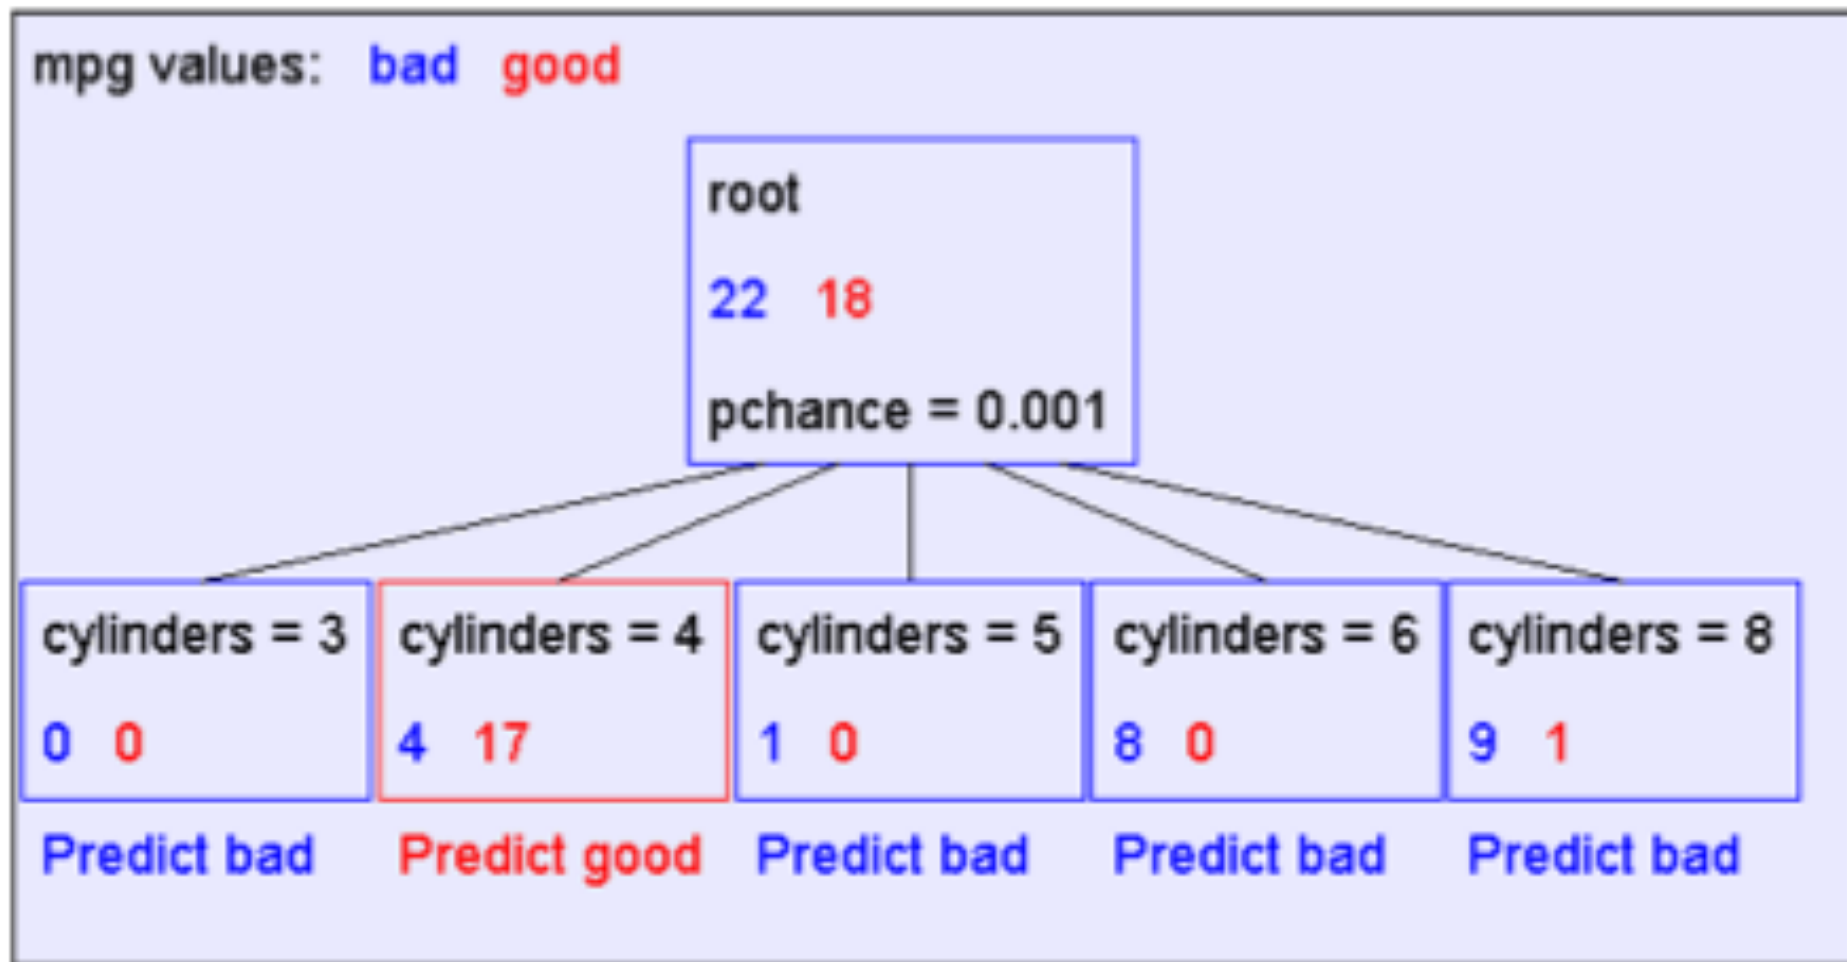 mpg values: bad good
root
22 18
pchance = 0.001
cylinders = 3 cylinders = 4 cylinders = 5 cylinders = 6 cylinders = 8
0 0 4 17 1 0 8 0 9 1
Predict bad Predict good Predict bad Predict bad Predict bad